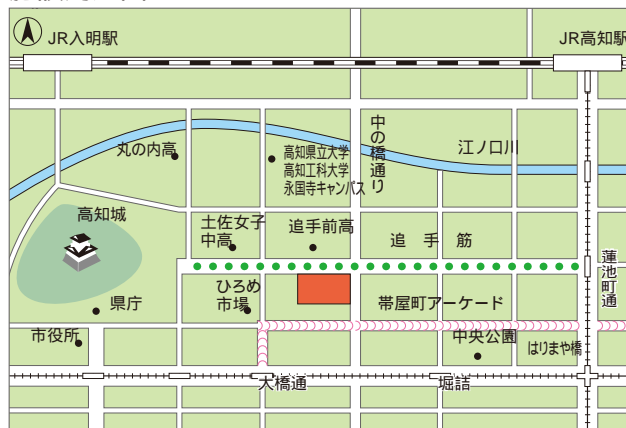 JR入明駅
JR高知駅
中の橋通り
江ノ口川
丸の内高
高知県立大学
高知工科大学
永国寺キャンパス
高知城
土佐女子
中高
追手前高
追手筋
蓮池町通
ひろめ
市場
県庁
帯屋町アーケード
市役所
中央公園
はりまや橋
大橋通
堀詰